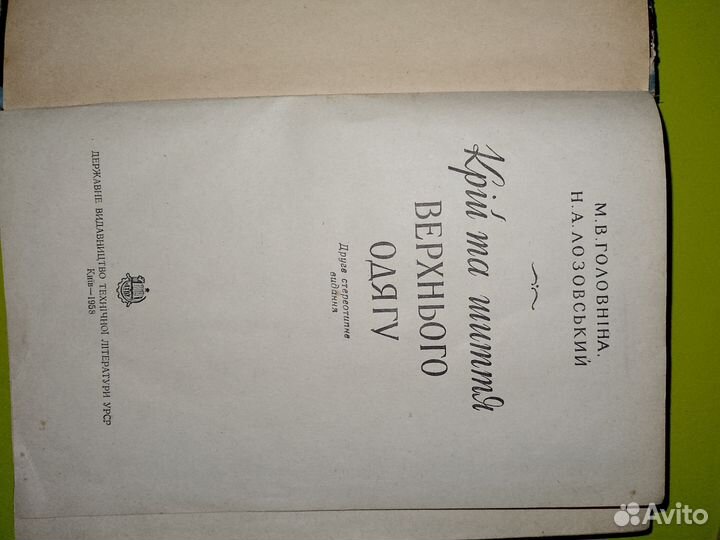 М. В. ГОЛОВНІНА.
Н. А. ЛОЗОВСЬКИЙ
Крій та шиття
ВЕРХНЬОГО
ОДЯГУ
Друге стереотипне
видання
ДЕРЖАВНЕ ВИДАВНИЦТВО ТЕХНІЧНОЇ ЛІТЕРАТУРИ УРСР
Київ—1958
Avito